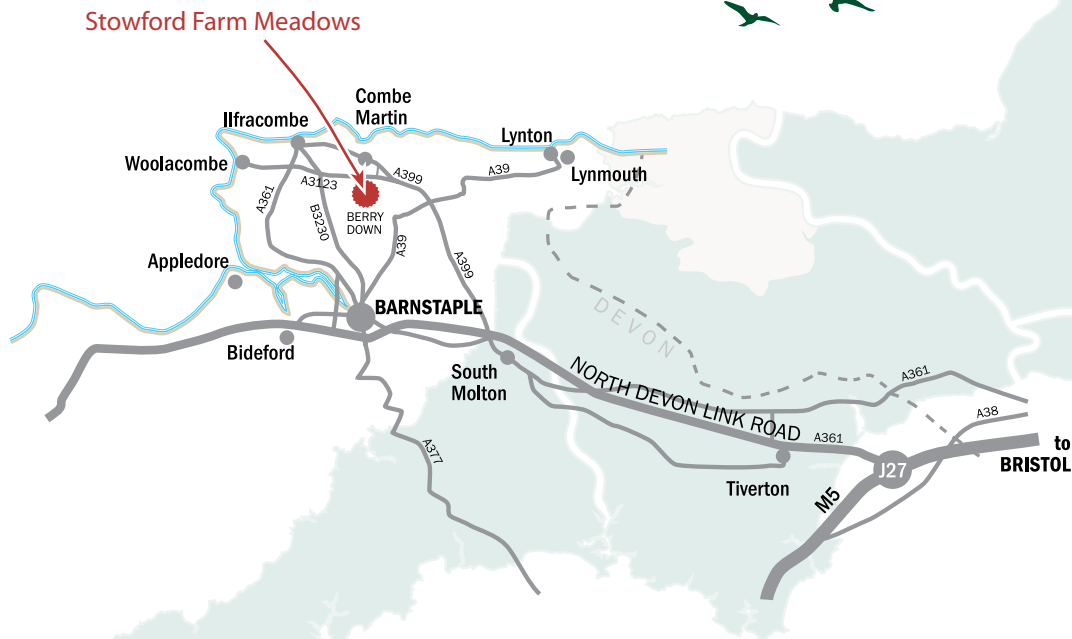 Stowford Farm Meadows
Combe
Martin
Ilfracombe
Lynton
Woolacombe
Lynmouth
A3123
A399
A39
A361
B3230
BERRY
DOWN
A39
A399
Appledore
BARNSTAPLE
DEVON
Bideford
South
Molton
NORTH DEVON LINK ROAD
A361
A38
A361
to
BRISTOL
J27
A377
Tiverton
M5